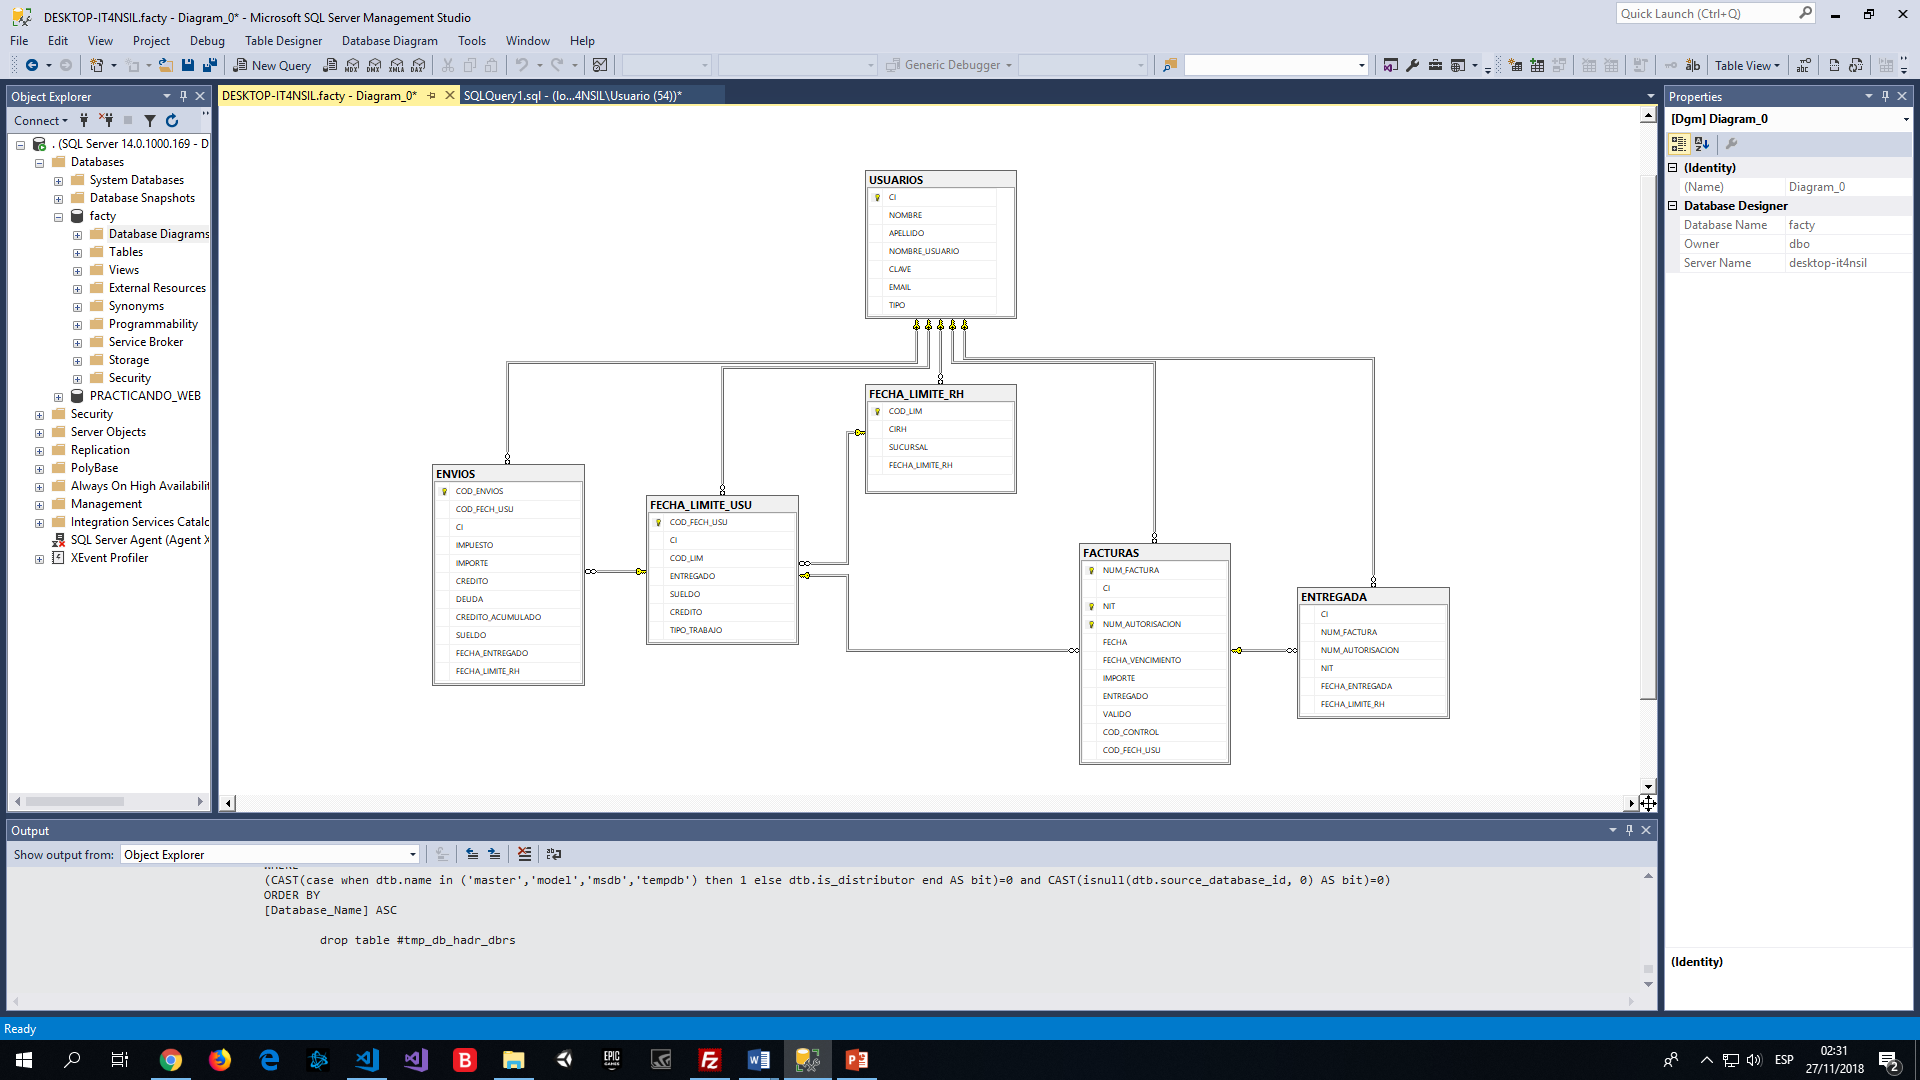 DESKTOP-IT4NSIL.facty - Diagram_0* - Microsoft SQL Server Management Studio
Quick Launch (Ctrl+Q)
File Edit View Project Debug Table Designer Database Diagram Tools Window Help
New Query
MDX DMX XMLA DAX
Generic Debugger
Table View
Object Explorer
DESKTOP-IT4NSIL.facty - Diagram_0*
SQLQuery1.sql - (lo...4NSIL\Usuario (54))*
Properties
Connect
[Dgm] Diagram_0
. (SQL Server 14.0.1000.169 - D
Databases
System Databases
Database Snapshots
facty
Database Diagrams
Tables
Views
External Resources
Synonyms
Programmability
Service Broker
Storage
Security
PRACTICANDO_WEB
Security
Server Objects
Replication
PolyBase
Always On High Availabilit
Management
Integration Services Catalo
SQL Server Agent (Agent X
XEvent Profiler
USUARIOS
CI
NOMBRE
APELLIDO
NOMBRE_USUARIO
CLAVE
EMAIL
TIPO
FECHA_LIMITE_RH
COD_LIM
CIRH
SUCURSAL
FECHA_LIMITE_RH
ENVIOS
COD_ENVIOS
COD_FECH_USU
CI
IMPUESTO
IMPORTE
CREDITO
DEUDA
CREDITO_ACUMULADO
SUELDO
FECHA_ENTREGADO
FECHA_LIMITE_RH
FECHA_LIMITE_USU
COD_FECH_USU
CI
COD_LIM
ENTREGADO
SUELDO
CREDITO
TIPO_TRABAJO
FACTURAS
NUM_FACTURA
CI
NIT
NUM_AUTORISACION
FECHA
FECHA_VENCIMIENTO
IMPORTE
ENTREGADO
VALIDO
COD_CONTROL
COD_FECH_USU
ENTREGADA
CI
NUM_FACTURA
NUM_AUTORISACION
NIT
FECHA_ENTREGADA
FECHA_LIMITE_RH
(Identity)
(Name) Diagram_0
Database Designer
Database Name facty
Owner dbo
Server Name desktop-it4nsil
(Identity)
Output
Show output from: Object Explorer
WHERE
(CAST(case when dtb.name in ('master','model','msdb','tempdb') then 1 else dtb.is_distributor end AS bit)=0 and CAST(isnull(dtb.source_database_id, 0) AS bit)=0)
ORDER BY
[Database_Name] ASC
drop table #tmp_db_hadr_dbrs
Ready
EPIC GAMES
ESP
02:31
27/11/2018
2